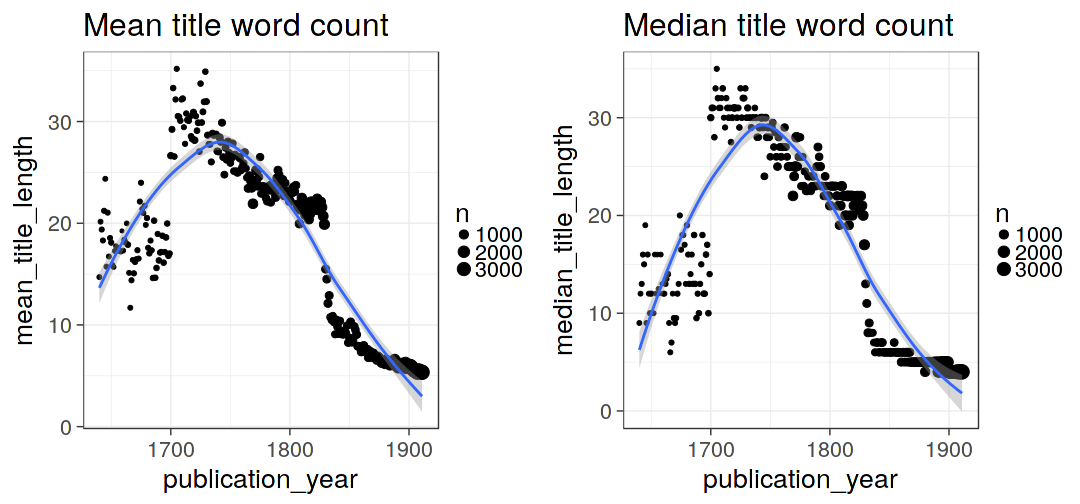 Mean title word count
mean_title_length
30
20
10
0
1700 1800 1900
publication_year
n
1000
2000
3000
Median title word count
median_title_length
30
20
10
0
1700 1800 1900
publication_year
n
1000
2000
3000